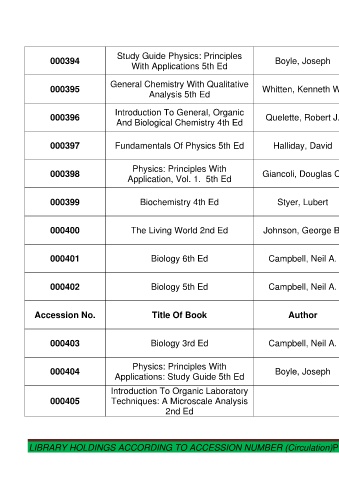 000394
Study Guide Physics: Principles
With Applications 5th Ed
Boyle, Joseph
000395
General Chemistry With Qualitative
Analysis 5th Ed
Whitten, Kenneth W
000396
Introduction To General, Organic
And Biological Chemistry 4th Ed
Quelette, Robert J.
000397
Fundamentals Of Physics 5th Ed
Halliday, David
000398
Physics: Principles With
Application, Vol. 1.  5th Ed
Giancoli, Douglas C
000399
Biochemistry 4th Ed
Styer, Lubert
000400
The Living World 2nd Ed
Johnson, George B
000401
Biology 6th Ed
Campbell, Neil A.
000402
Biology 5th Ed
Campbell, Neil A.
Accession No.
Title Of Book
Author
000403
Biology 3rd Ed
Campbell, Neil A.
000404
Physics: Principles With
Applications: Study Guide 5th Ed
Boyle, Joseph
000405
Introduction To Organic Laboratory
Techniques: A Microscale Analysis
2nd Ed
LIBRARY HOLDINGS ACCORDING TO ACCESSION NUMBER (Circulation)P